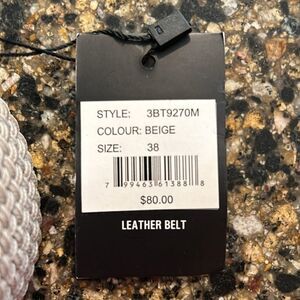 STYLE: 3BT9270M
COLOUR: BEIGE
SIZE: 38
7 99463 61388 8
$80.00
LEATHER BELT